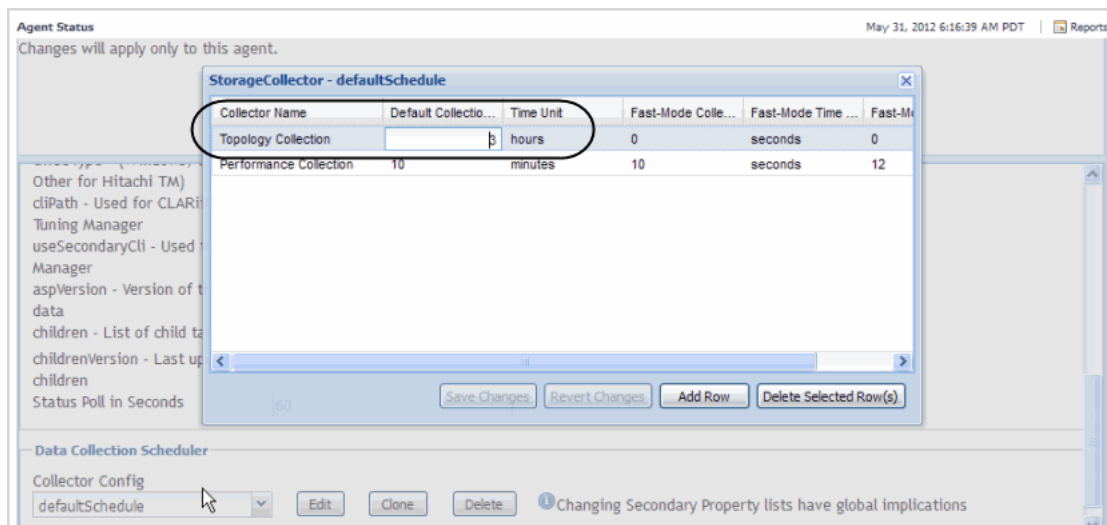 Agent Status May 31, 2012 6:16:39 AM PDT Reports
Changes will apply only to this agent.
StorageCollector - defaultSchedule
Collector Name Default Collectio... Time Unit Fast-Mode Colle... Fast-Mode Time ... Fast-Mo
Topology Collection 3 hours 0 seconds 0
Performance Collection 10 minutes 10 seconds 12
Other for Hitachi TM)
cliPath - Used for CLARi
Tuning Manager
useSecondaryCli - Used
Manager
aspVersion - Version of t
data
children - List of child ta
childrenVersion - Last up
children
Status Poll in Seconds 60
Save Changes Revert Changes Add Row Delete Selected Row(s)
Data Collection Scheduler
Collector Config
defaultSchedule Edit Clone Delete Changing Secondary Property lists have global implications